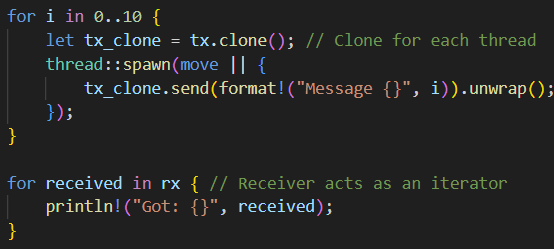 for i in 0..10 {
    let tx_clone = tx.clone(); // Clone for each thread
    thread::spawn(move || {
        tx_clone.send(format!("Message {}", i)).unwrap();
    });
}

for received in rx { // Receiver acts as an iterator
    println!("Got: {}", received);
}